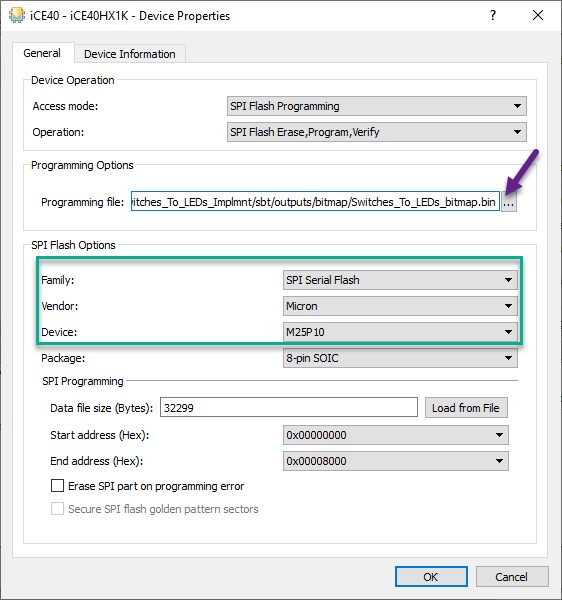 iCE40 - iCE40HX1K - Device Properties ?
General Device Information
Device Operation
Access mode: SPI Flash Programming
Operation: SPI Flash Erase,Program,Verify
Programming Options
Programming file: witches_To_LEDs_Implmnt/sbt/outputs/bitmap/Switches_To_LEDs_bitmap.bin ...
SPI Flash Options
Family: SPI Serial Flash
Vendor: Micron
Device: M25P10
Package: 8-pin SOIC
SPI Programming
Data file size (Bytes): 32299 Load from File
Start address (Hex): 0x00000000
End address (Hex): 0x00008000
Erase SPI part on programming error
Secure SPI flash golden pattern sectors
OK Cancel